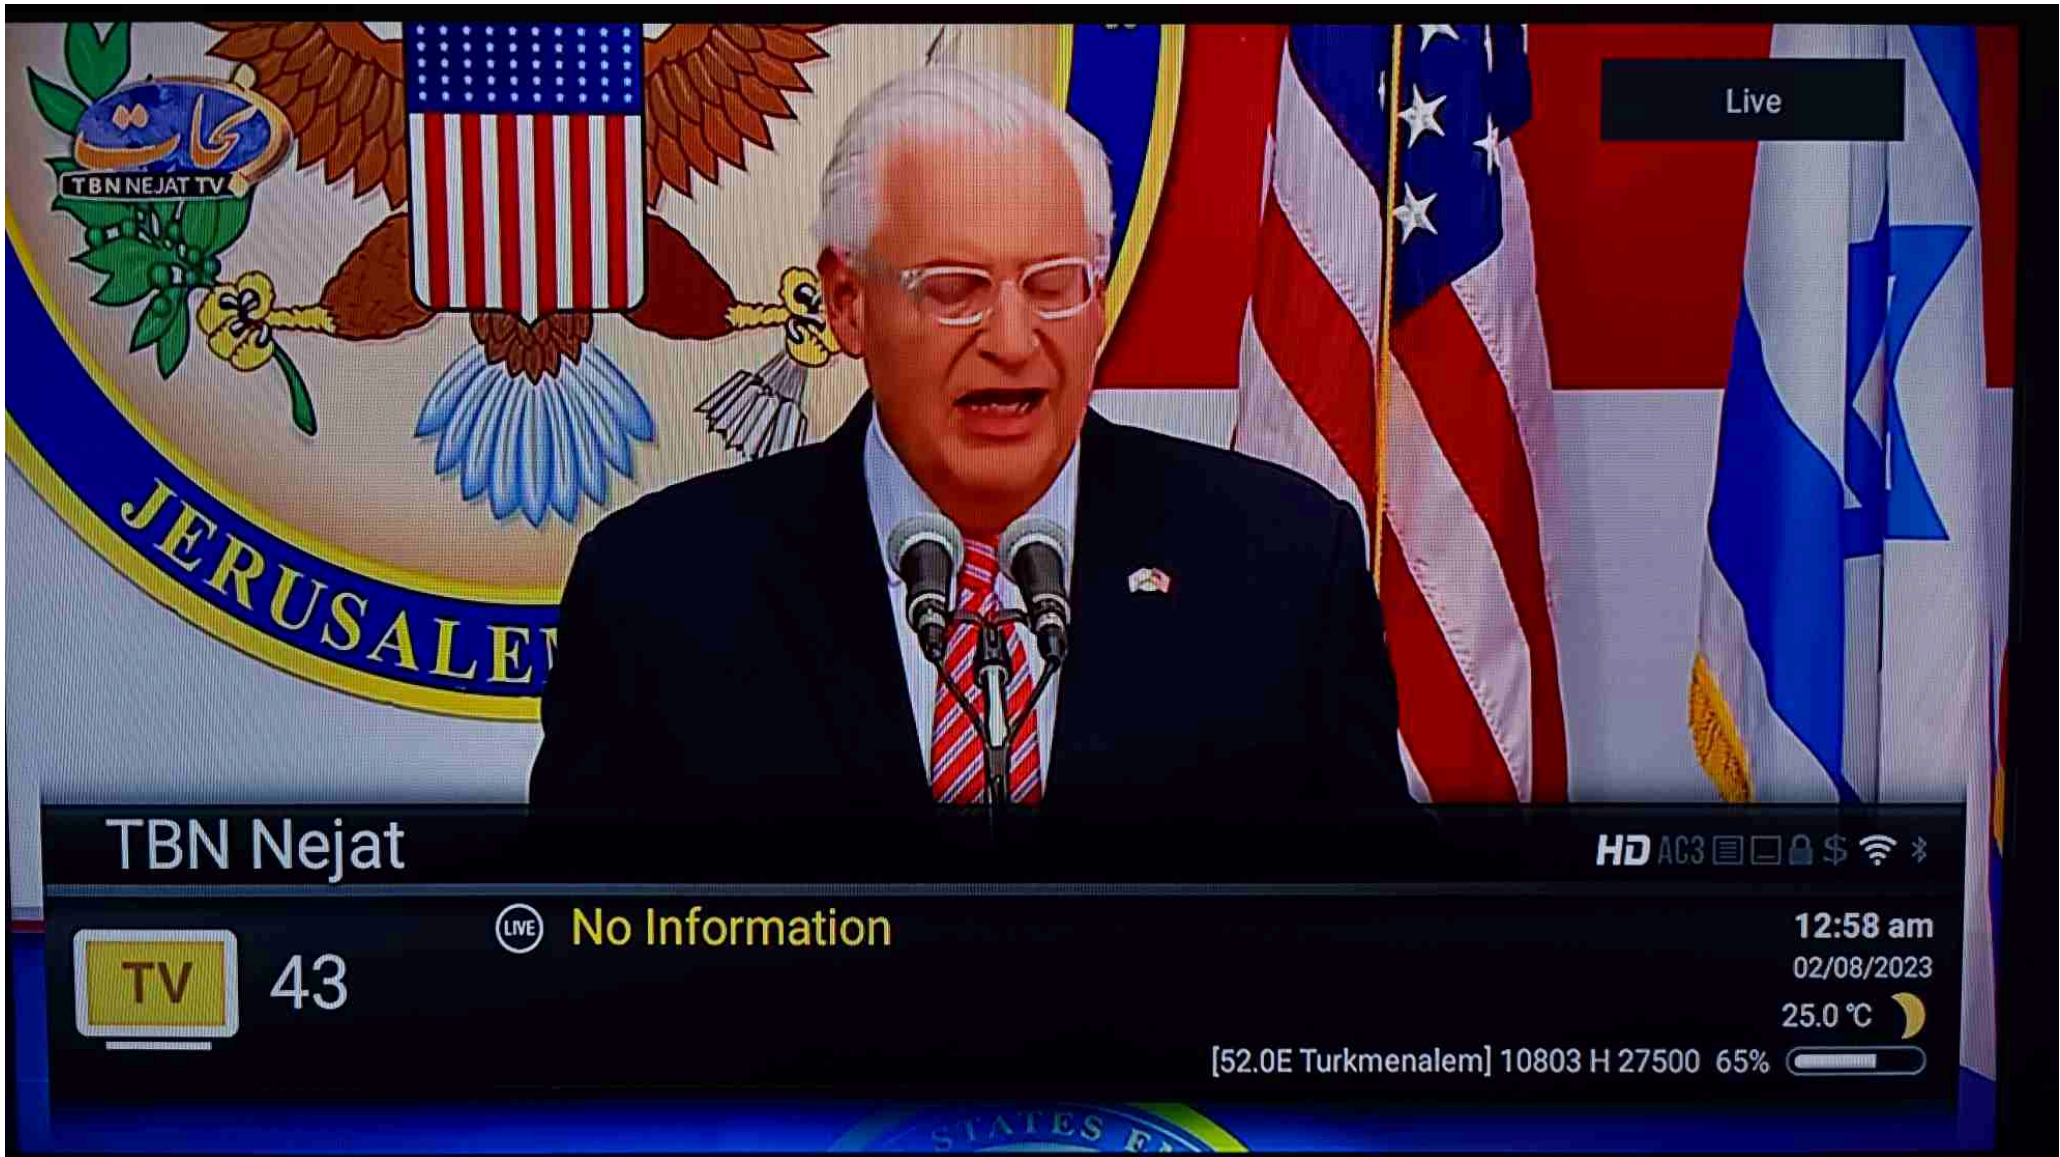 نجات
TBN NEJAT TV
Live
JERUSALE
TBN Nejat
HD AC3 $
TV 43
LIVE No Information
12:58 am
02/08/2023
25.0 °C
[52.0E Turkmenalem] 10803 H 27500 65%
STATES E